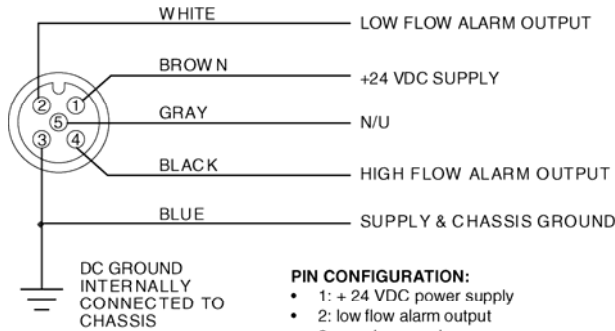 WHITE
LOW FLOW ALARM OUTPUT
BROWN
+24 VDC SUPPLY
2 1
GRAY
5
N/U
3 4
BLACK
HIGH FLOW ALARM OUTPUT
BLUE
SUPPLY & CHASSIS GROUND
DC GROUND
INTERNALLY
CONNECTED TO
CHASSIS
PIN CONFIGURATION:
• 1: + 24 VDC power supply
• 2: low flow alarm output